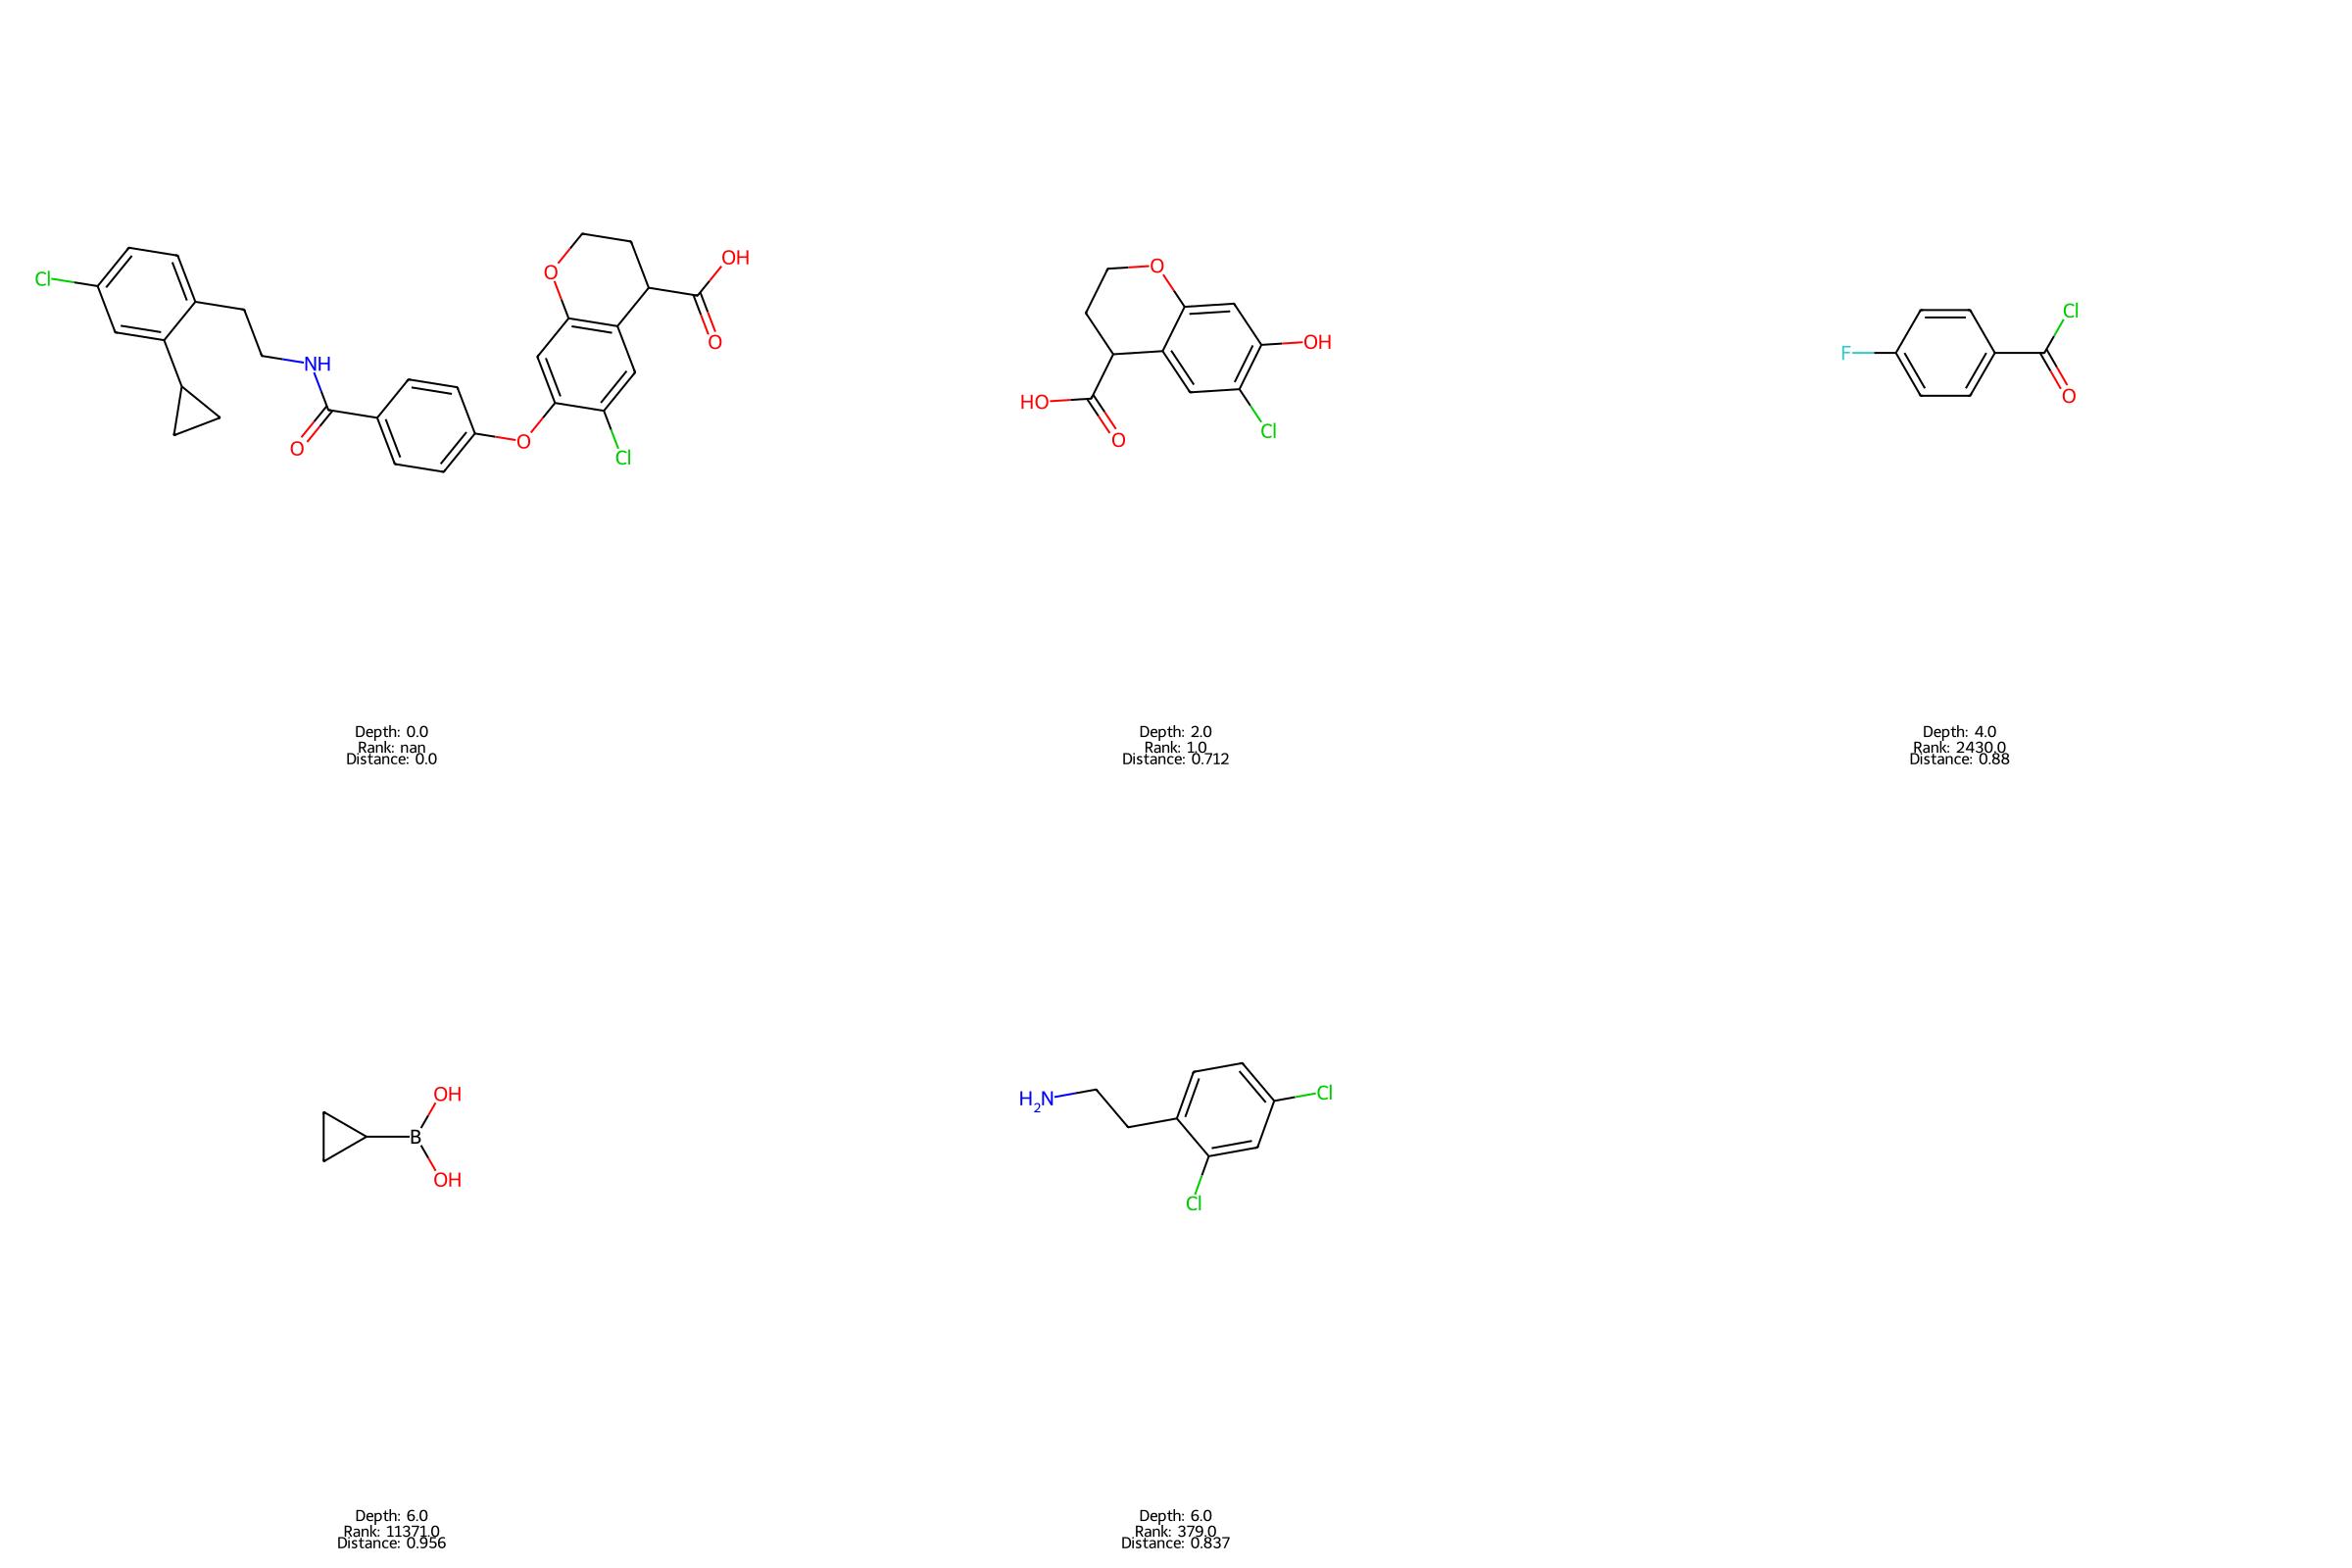 Cl
O
OH
O
NH
O
O
Cl
O
OH
HO
O
Cl
Cl
F
O
Depth: 0.0
Rank: nan
Distance: 0.0
Depth: 2.0
Rank: 1.0
Distance: 0.712
Depth: 4.0
Rank: 2430.0
Distance: 0.88
OH
B
OH
H2N
Cl
Cl
Depth: 6.0
Rank: 11371.0
Distance: 0.956
Depth: 6.0
Rank: 379.0
Distance: 0.837